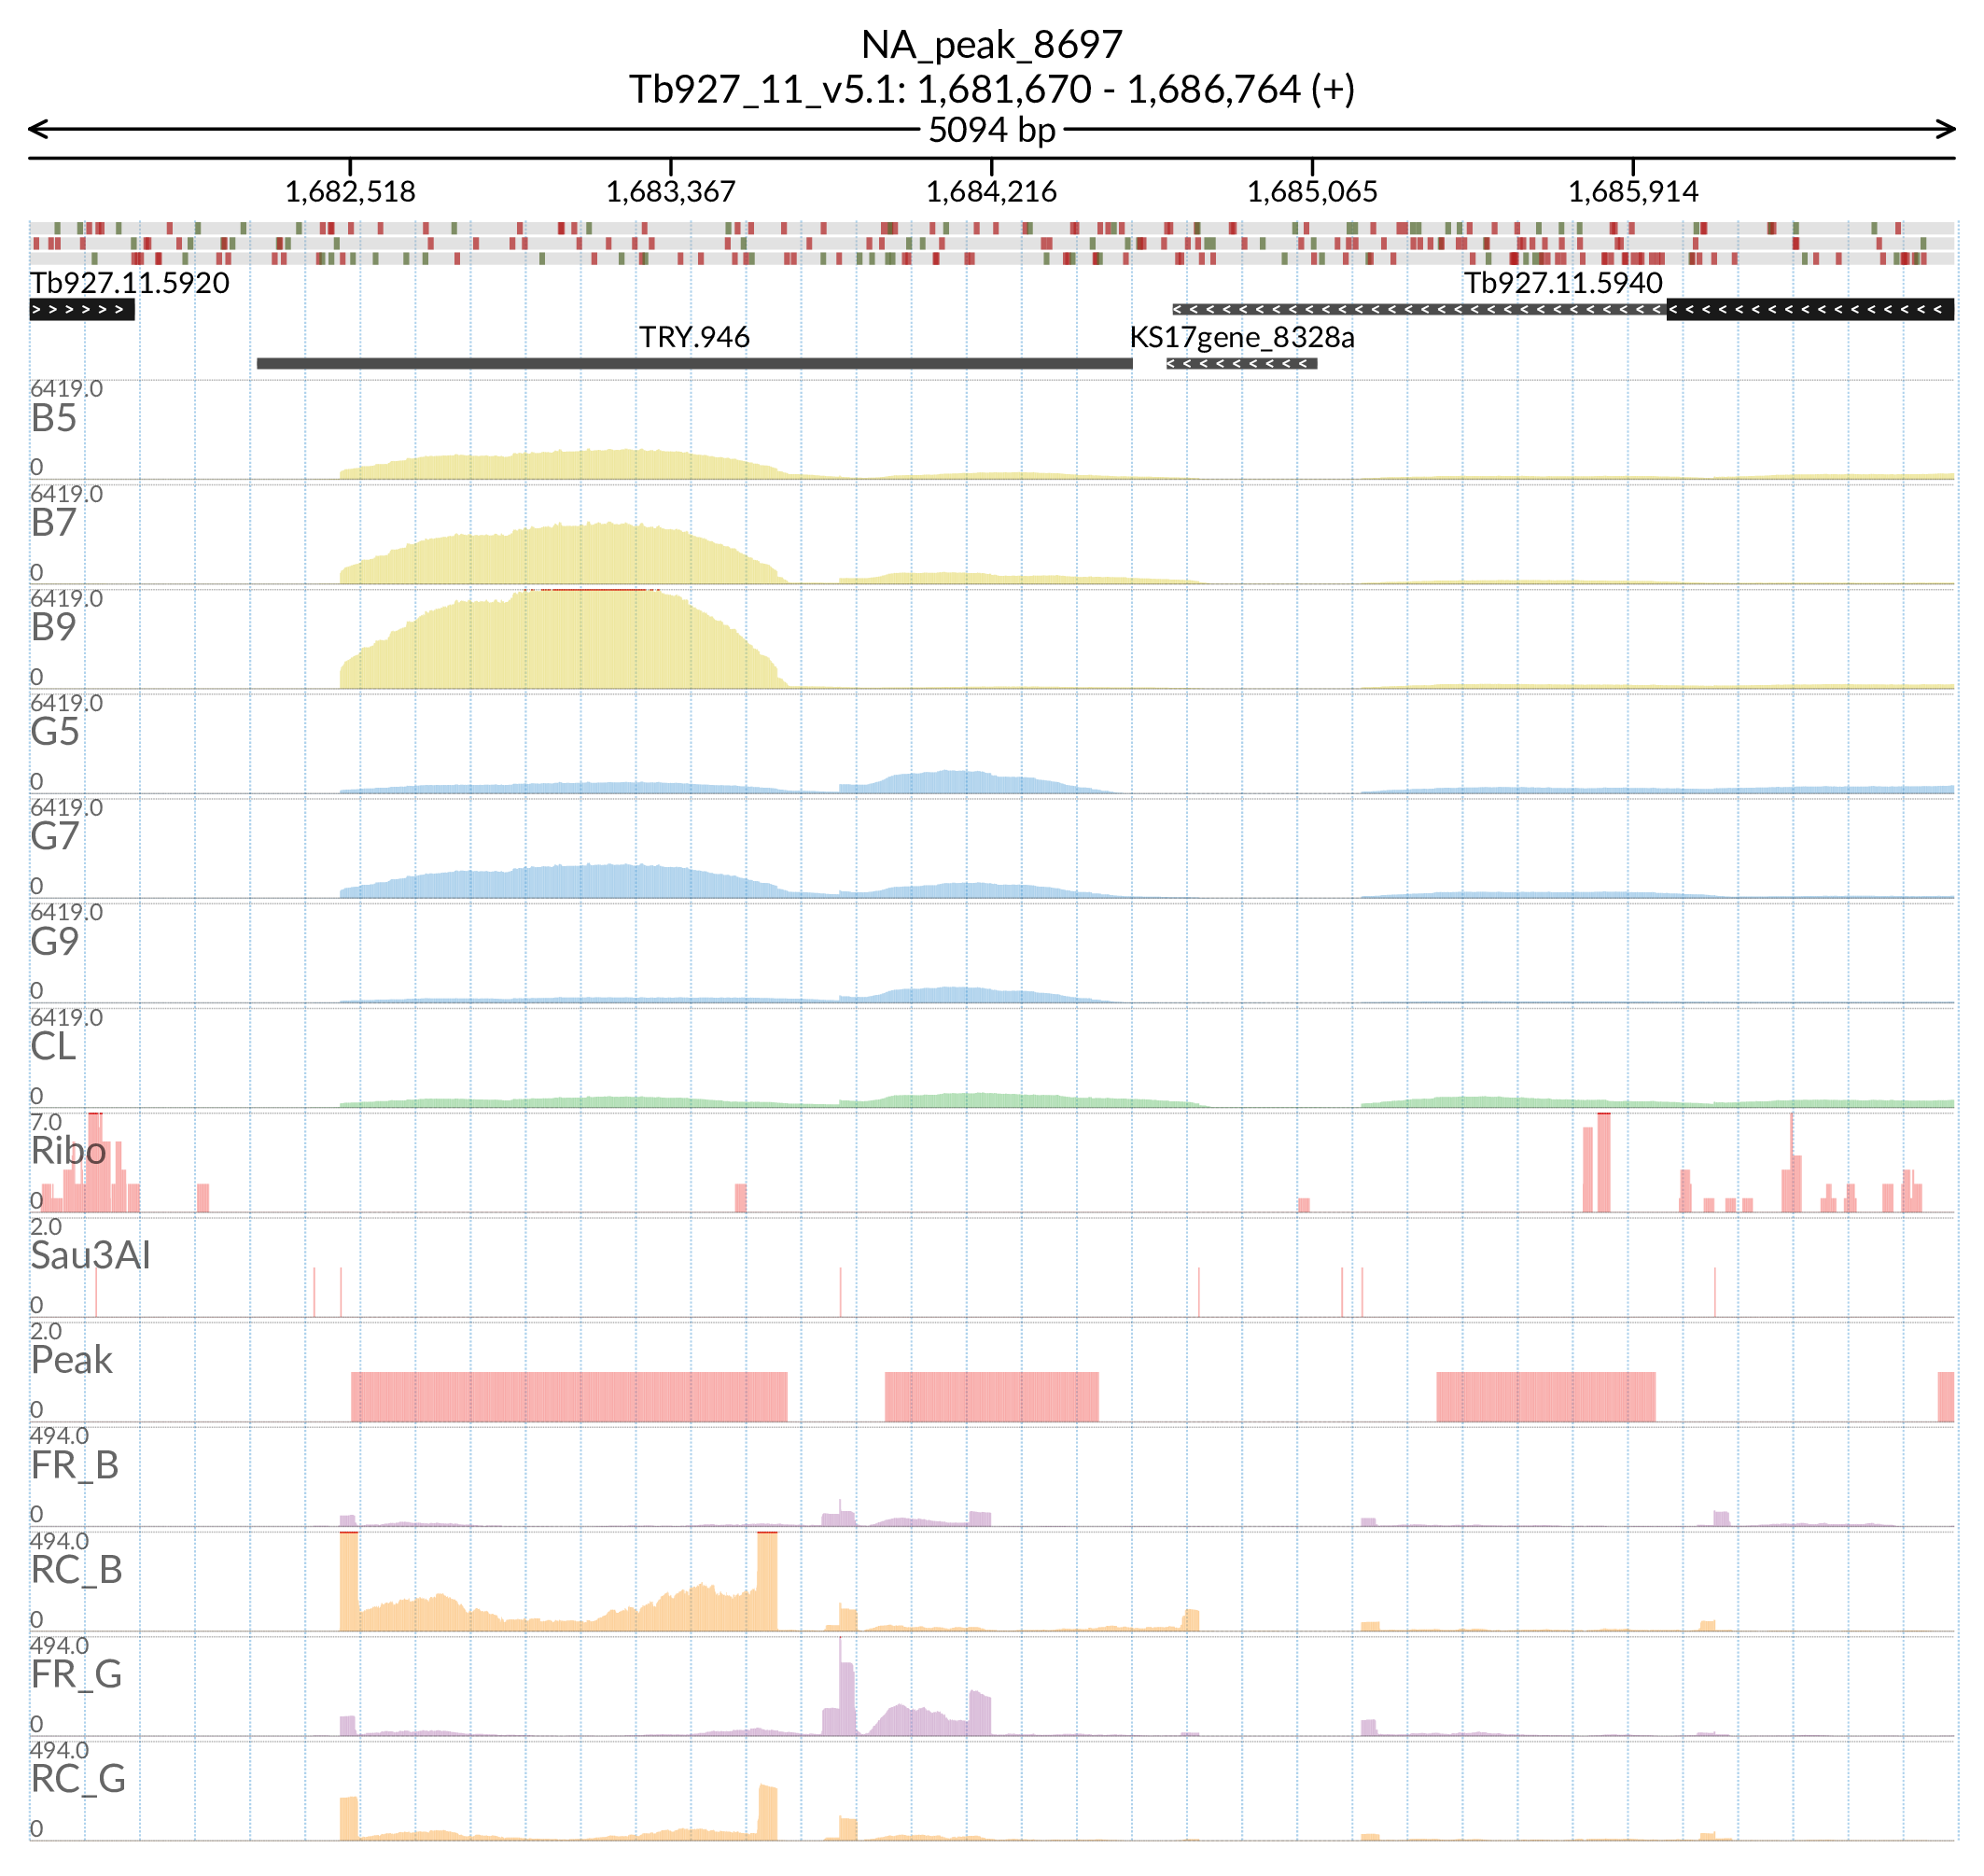 NA_peak_8697
Tb927_11_v5.1: 1,681,670 - 1,686,764 (+)
5094 bp
1,682,518 1,683,367 1,684,216 1,685,065 1,685,914
Tb927.11.5920 Tb927.11.5940
TRY.946 KS17gene_8328a
6419.0
B5
0
6419.0
B7
0
6419.0
B9
0
6419.0
G5
0
6419.0
G7
0
6419.0
G9
0
6419.0
CL
0
7.0
Ribo
0
2.0
Sau3AI
0
2.0
Peak
0
494.0
FR_B
0
494.0
RC_B
0
494.0
FR_G
0
494.0
RC_G
0